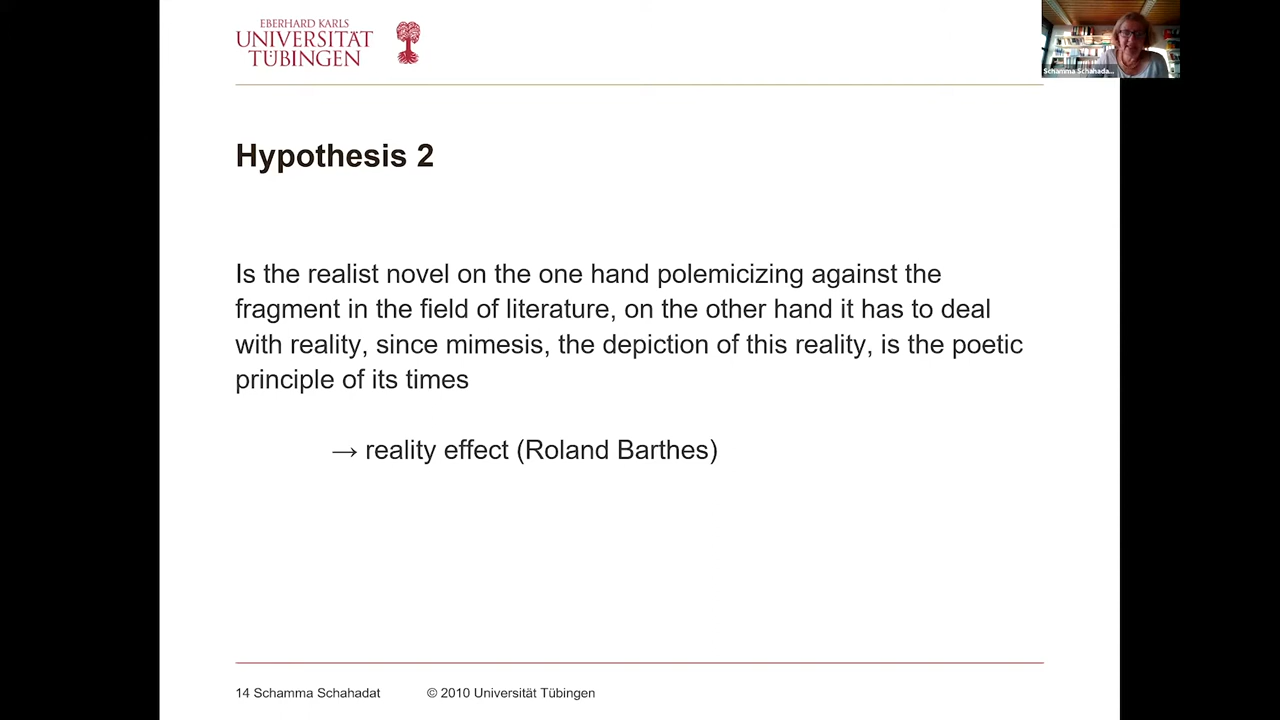 EBERHARD KARLS
UNIVERSITÄT
TÜBINGEN
Schamma Schahada...
Hypothesis 2
Is the realist novel on the one hand polemicizing against the
fragment in the field of literature, on the other hand it has to deal
with reality, since mimesis, the depiction of this reality, is the poetic
principle of its times
→ reality effect (Roland Barthes)
14 Schamma Schahadat © 2010 Universität Tübingen